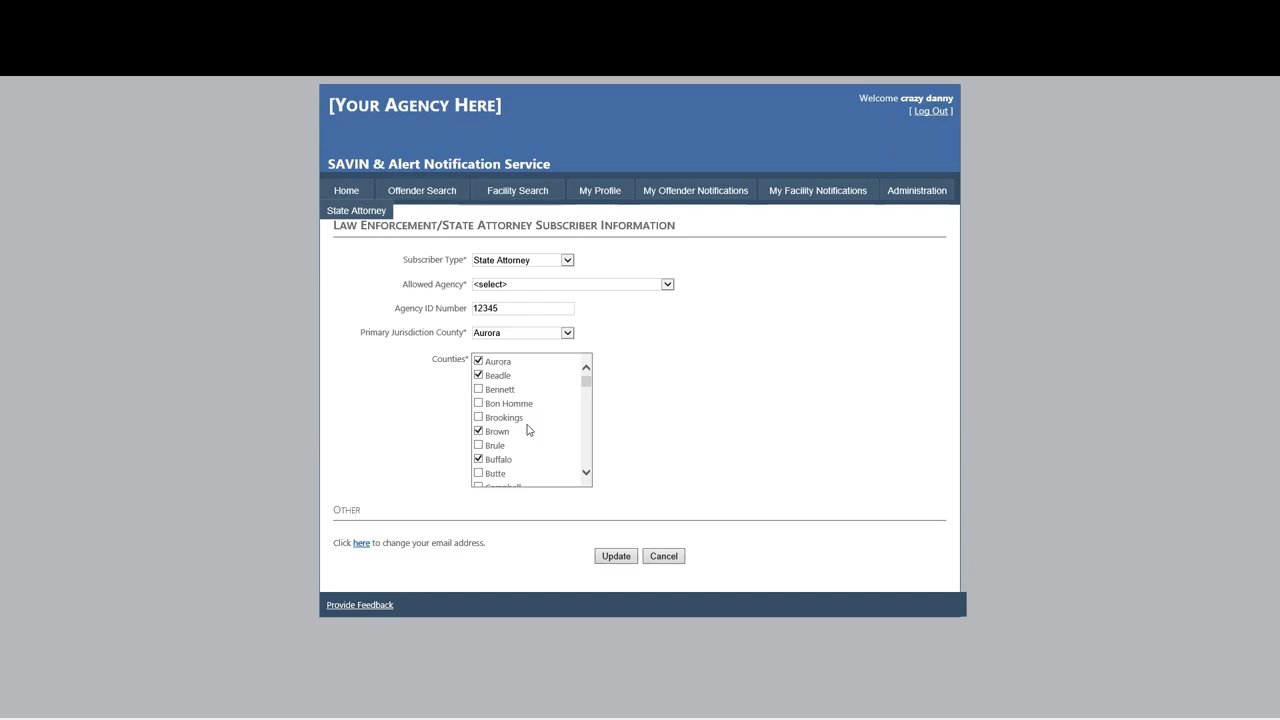 [YOUR AGENCY HERE]
Welcome crazy danny
[ Log Out ]
SAVIN & Alert Notification Service
Home Offender Search Facility Search My Profile My Offender Notifications My Facility Notifications Administration
State Attorney
LAW ENFORCEMENT/STATE ATTORNEY SUBSCRIBER INFORMATION
Subscriber Type* State Attorney
Allowed Agency* <select>
Agency ID Number 12345
Primary Jurisdiction County* Aurora
Counties* Aurora
Beadle
Bennett
Bon Homme
Brookings
Brown
Brule
Buffalo
Butte
Campbell
OTHER
Click here to change your email address.
Update Cancel
Provide Feedback